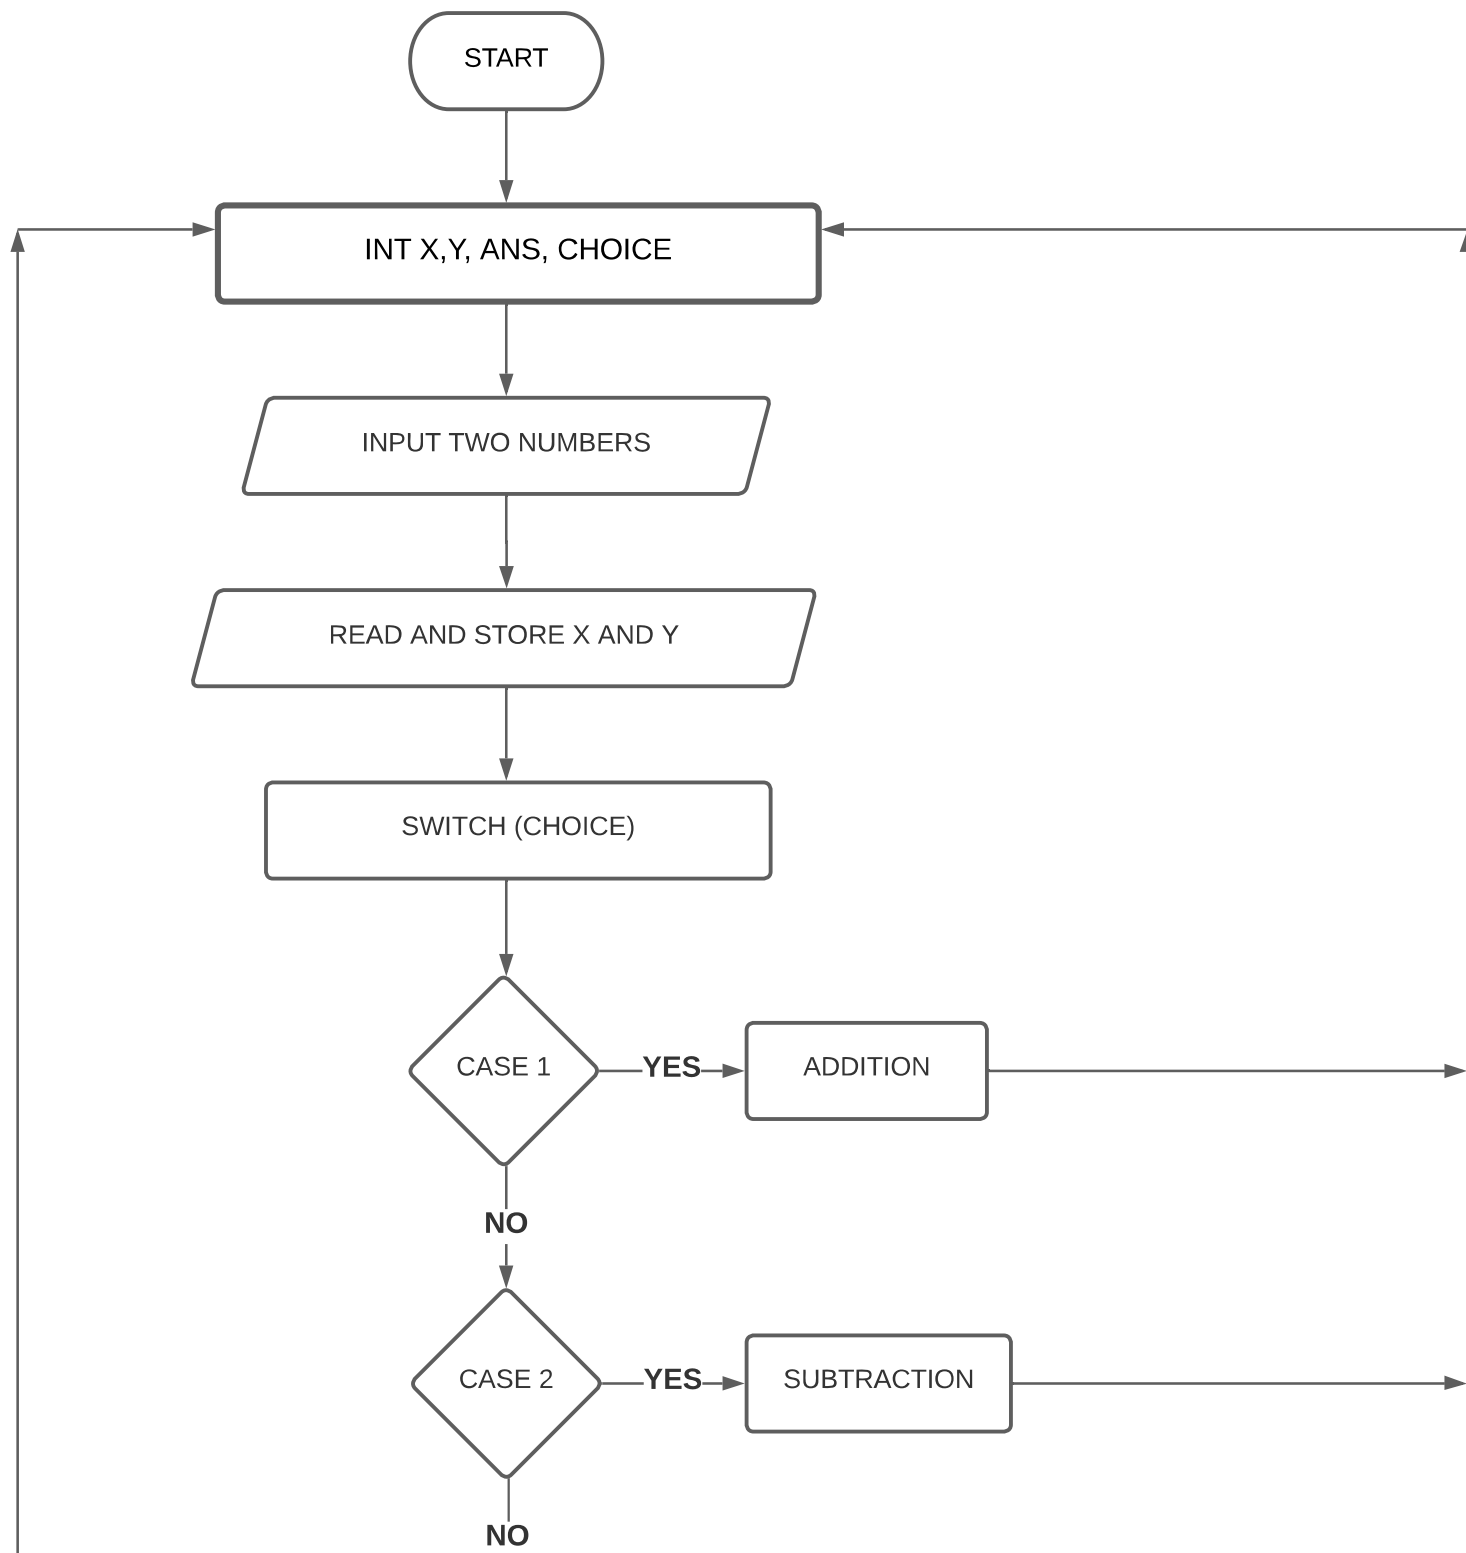 START
INT X,Y, ANS, CHOICE
INPUT TWO NUMBERS
READ AND STORE X AND Y
SWITCH (CHOICE)
CASE 1
YES
ADDITION
NO
CASE 2
YES
SUBTRACTION
NO